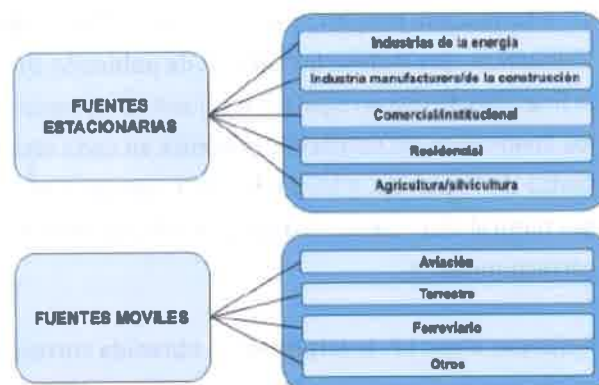 FUENTES
ESTACIONARIAS
Industrias de la energía
Industria manufacturera/de la construcción
Comercial/institucional
Residencial
Agricultura/silvicultura
FUENTES MOVILES
Aviación
Terrestre
Ferroviario
Otros